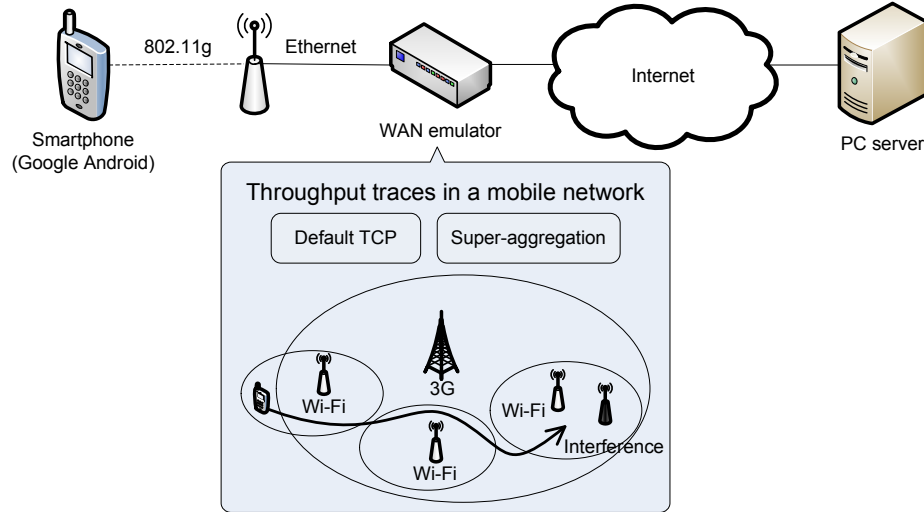 802.11g
Ethernet
Internet
Smartphone
(Google Android)
WAN emulator
PC server
Throughput traces in a mobile network
Default TCP
Super-aggregation
3G
Wi-Fi
Wi-Fi
Interference
Wi-Fi